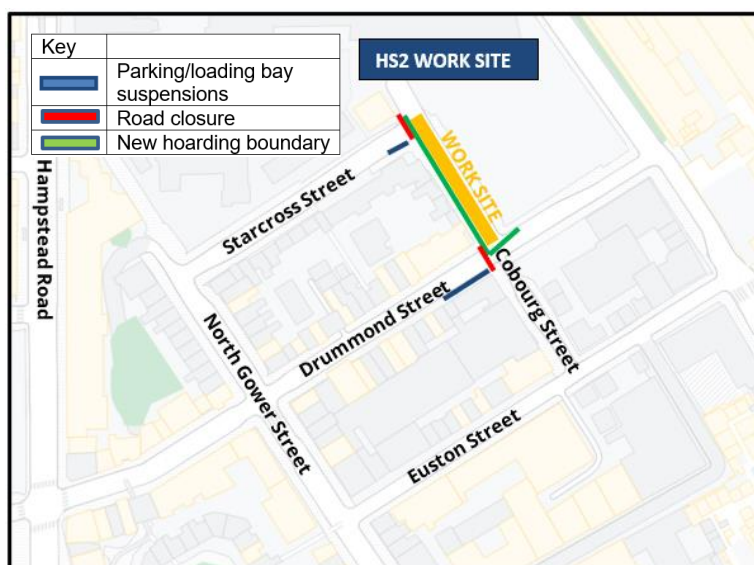 Key
Parking/loading bay
suspensions
Road closure
New hoarding boundary
HS2 WORK SITE
WORK SITE
Hampstead Road
Starcross Street
Cobourg Street
Drummond Street
North Gower Street
Euston Street